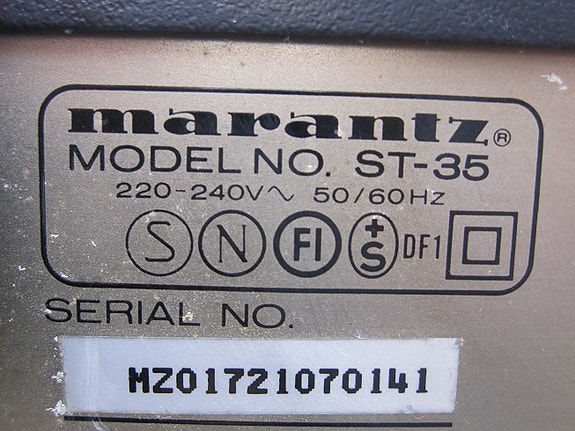 marantz®
MODEL NO. ST-35
220-240V∿ 50/60Hz
S N FI +S DF1
SERIAL NO.
MZ01721070141